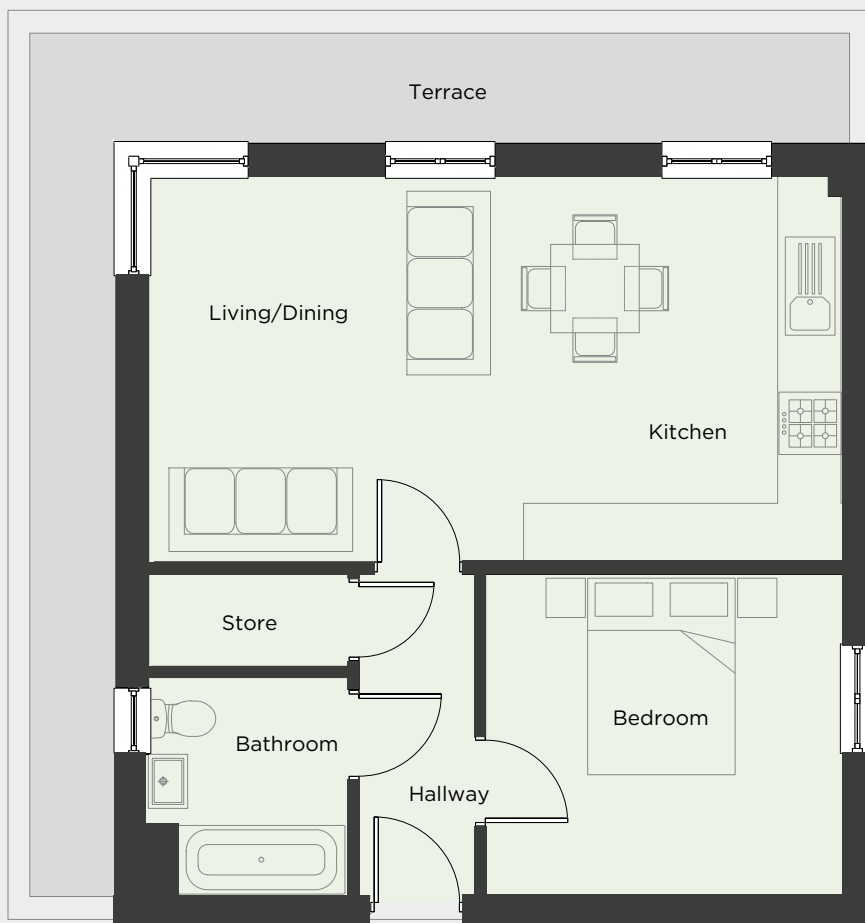 Terrace
Living/Dining
Kitchen
Store
Bedroom
Bathroom
Hallway